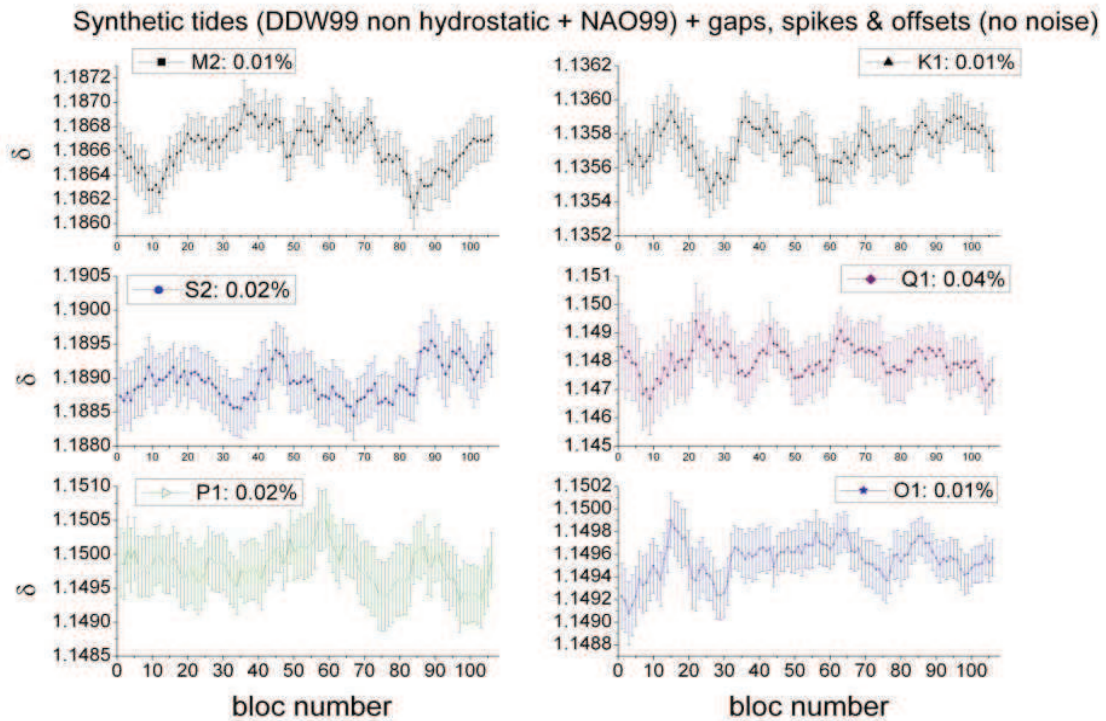 Synthetic tides (DDW99 non hydrostatic + NAO99) + gaps, spikes & offsets (no noise)
M2: 0.01%
1.1872
1.1870
1.1868
1.1866
1.1864
1.1862
1.1860
δ
0 10 20 30 40 50 60 70 80 90 100
K1: 0.01%
1.1362
1.1360
1.1358
1.1356
1.1354
1.1352
0 10 20 30 40 50 60 70 80 90 100
S2: 0.02%
1.1905
1.1900
1.1895
1.1890
1.1885
1.1880
δ
0 10 20 30 40 50 60 70 80 90 100
Q1: 0.04%
1.151
1.150
1.149
1.148
1.147
1.146
1.145
0 10 20 30 40 50 60 70 80 90 100
P1: 0.02%
1.1510
1.1505
1.1500
1.1495
1.1490
1.1485
δ
0 10 20 30 40 50 60 70 80 90 100
bloc number
O1: 0.01%
1.1502
1.1500
1.1498
1.1496
1.1494
1.1492
1.1490
1.1488
0 10 20 30 40 50 60 70 80 90 100
bloc number